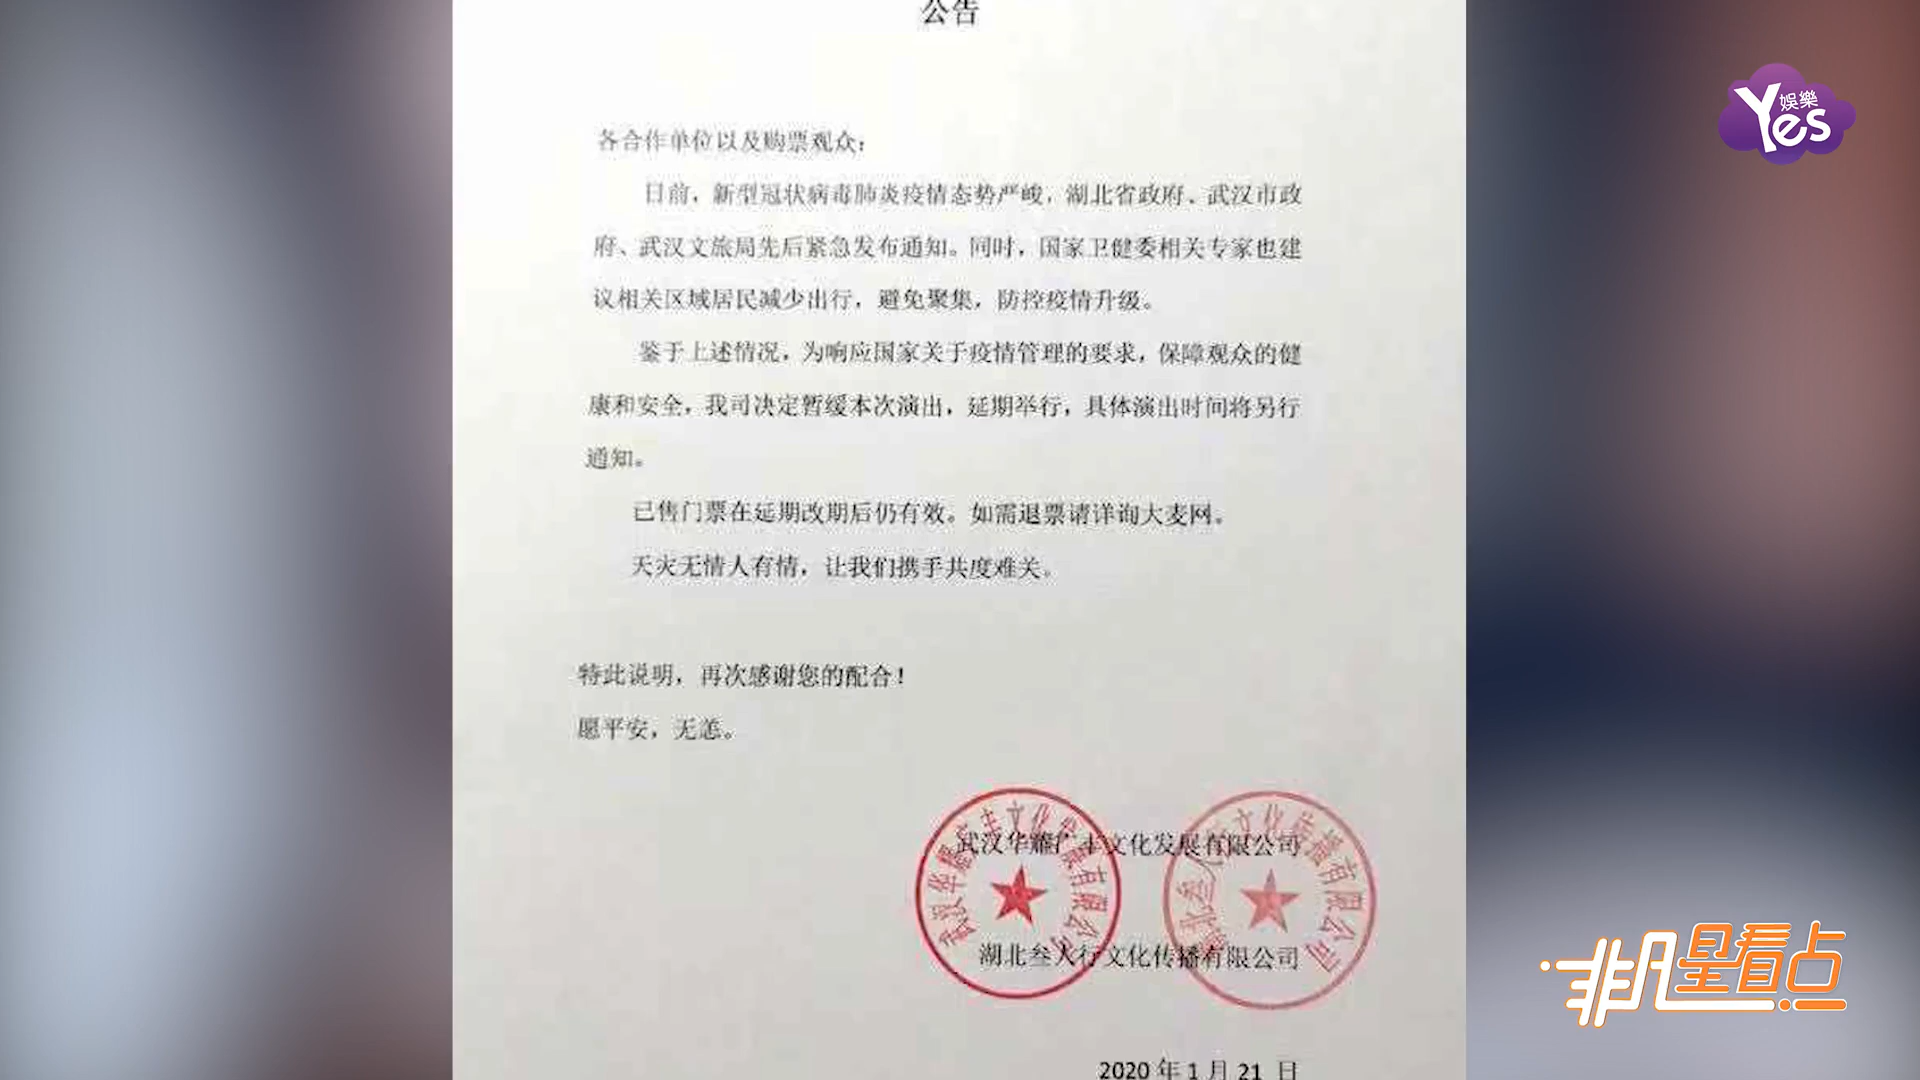 公告
Yes 娛樂
各合作单位以及购票观众：
日前，新型冠状病毒肺炎疫情态势严峻，湖北省政府、武汉市政
府、武汉文旅局先后紧急发布通知。同时，国家卫健委相关专家也建
议相关区域居民减少出行，避免聚集，防控疫情升级。
鉴于上述情况，为响应国家关于疫情管理的要求，保障观众的健
康和安全，我司决定暂缓本次演出，延期举行，具体演出时间将另行
通知。
已售门票在延期改期后仍有效。如需退票请详询大麦网。
天灾无情人有情，让我们携手共度难关。
特此说明，再次感谢您的配合！
愿平安，无恙。
武汉华耀广丰文化发展有限公司
湖北叁人行文化传播有限公司
非凡星看点
2020 年 1 月 21 日